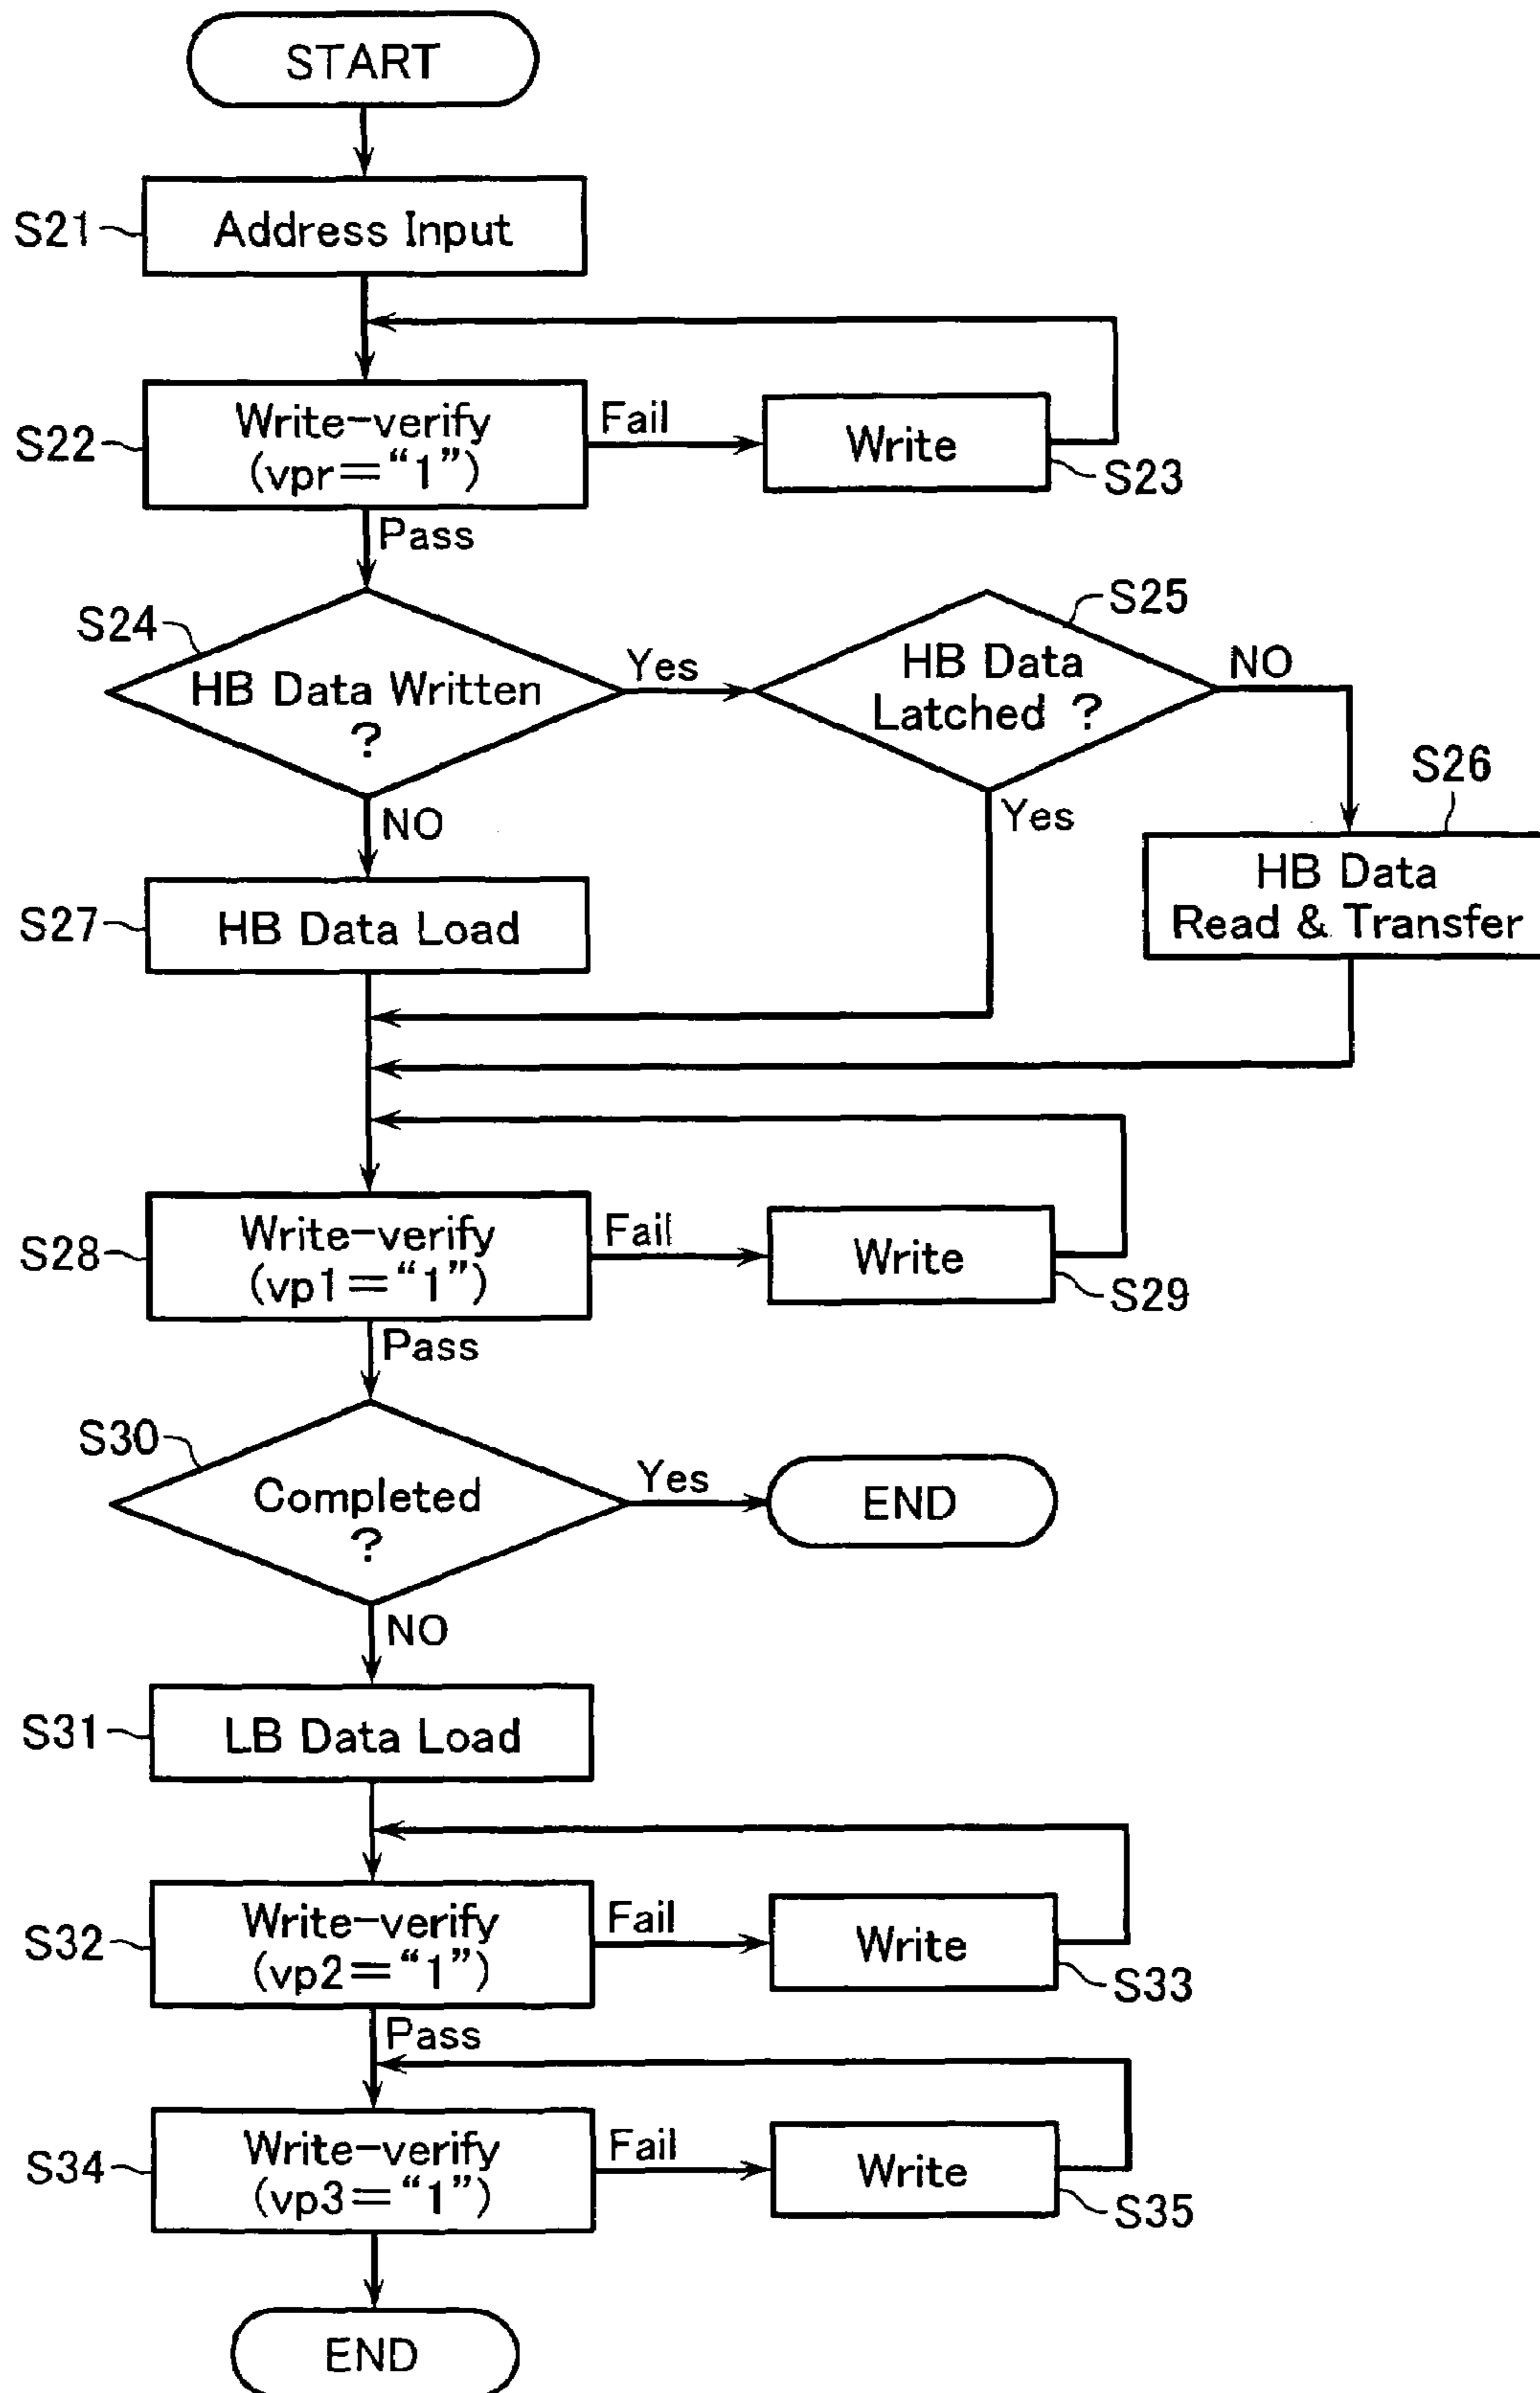 START
S21
Address Input
S22
Write-verify
(vpr="1")
Fail
Write
S23
Pass
S24
HB Data Written
?
Yes
S25
HB Data
Latched ?
NO
S26
HB Data
Read & Transfer
Yes
NO
S27
HB Data Load
S28
Write-verify
(vp1="1")
Fail
Write
S29
Pass
S30
Completed
?
Yes
END
NO
S31
LB Data Load
S32
Write-verify
(vp2="1")
Fail
Write
S33
Pass
S34
Write-verify
(vp3="1")
Fail
Write
S35
END